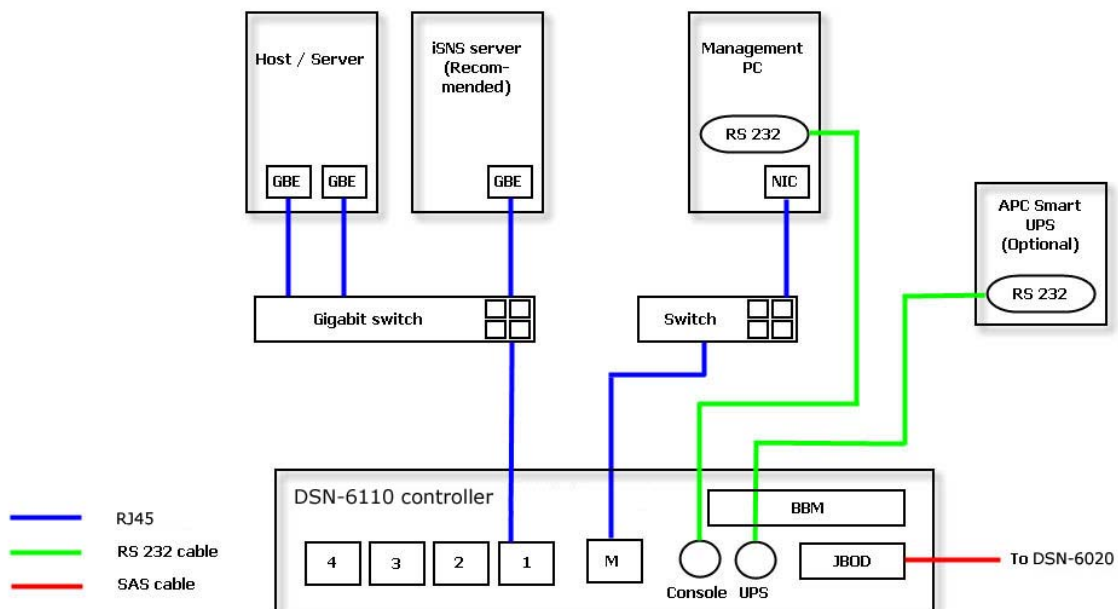 Host / Server
GBE
GBE
iSNS server
(Recom-
mended)
GBE
Management
PC
RS 232
NIC
APC Smart
UPS
(Optional)
RS 232
Gigabit switch
Switch
DSN-6110 controller
BBM
4
3
2
1
M
Console
UPS
JBOD
To DSN-6020
RJ45
RS 232 cable
SAS cable